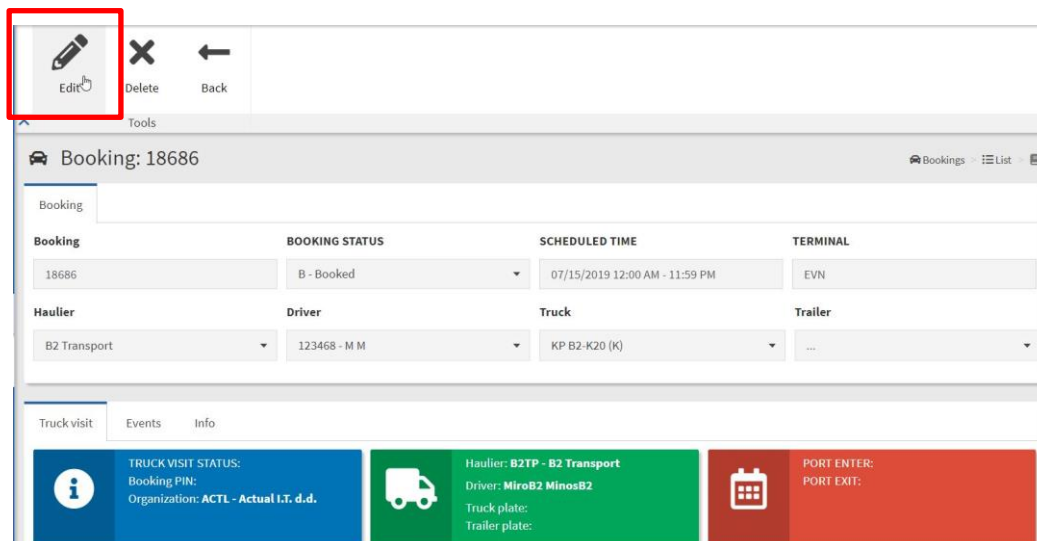 Edit Delete Back
Tools
Booking: 18686
Bookings > List >
Booking
Booking BOOKING STATUS SCHEDULED TIME TERMINAL
18686 B - Booked 07/15/2019 12:00 AM - 11:59 PM EVN
Haulier Driver Truck Trailer
B2 Transport 123468 - M M KP B2-K20 (K) ...
Truck visit Events Info
TRUCK VISIT STATUS:
Booking PIN:
Organization: ACTL - Actual I.T. d.d.
Haulier: B2TP - B2 Transport
Driver: MiroB2 MinosB2
Truck plate:
Trailer plate:
PORT ENTER:
PORT EXIT: